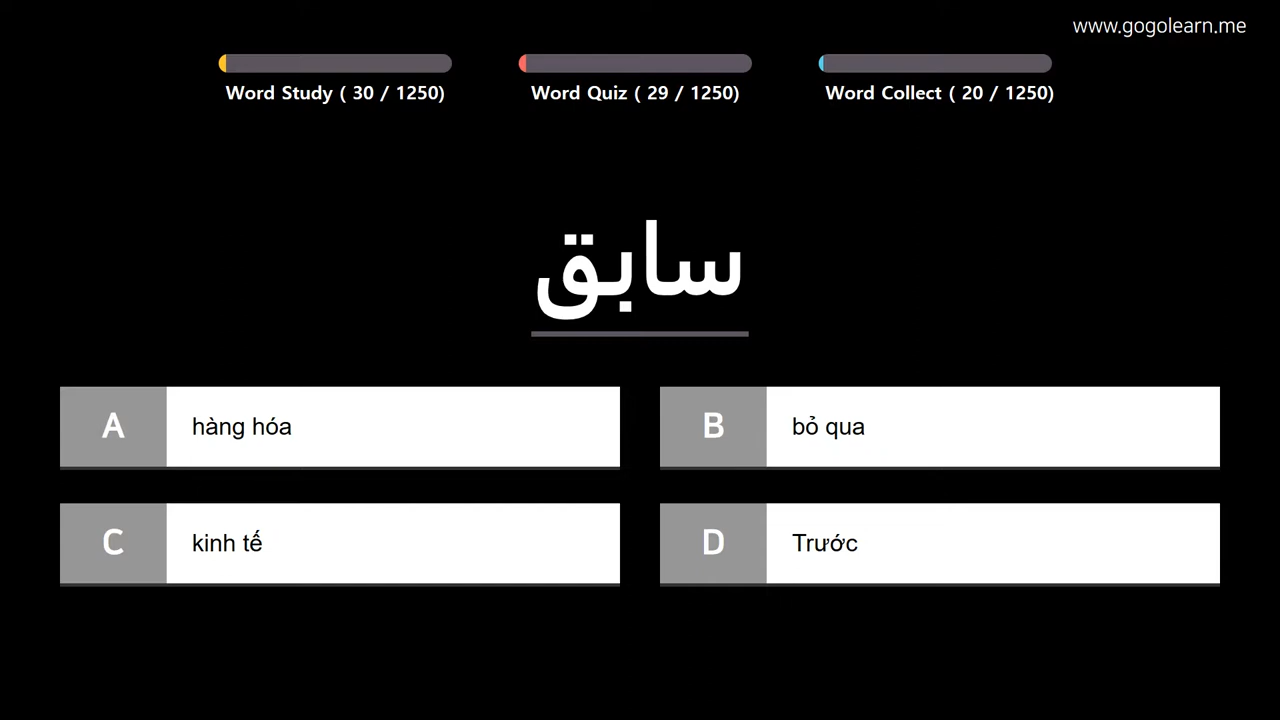 www.gogolearn.me
Word Study ( 30 / 1250)
Word Quiz ( 29 / 1250)
Word Collect ( 20 / 1250)
سابق
A hàng hóa
B bỏ qua
C kinh tế
D Trước